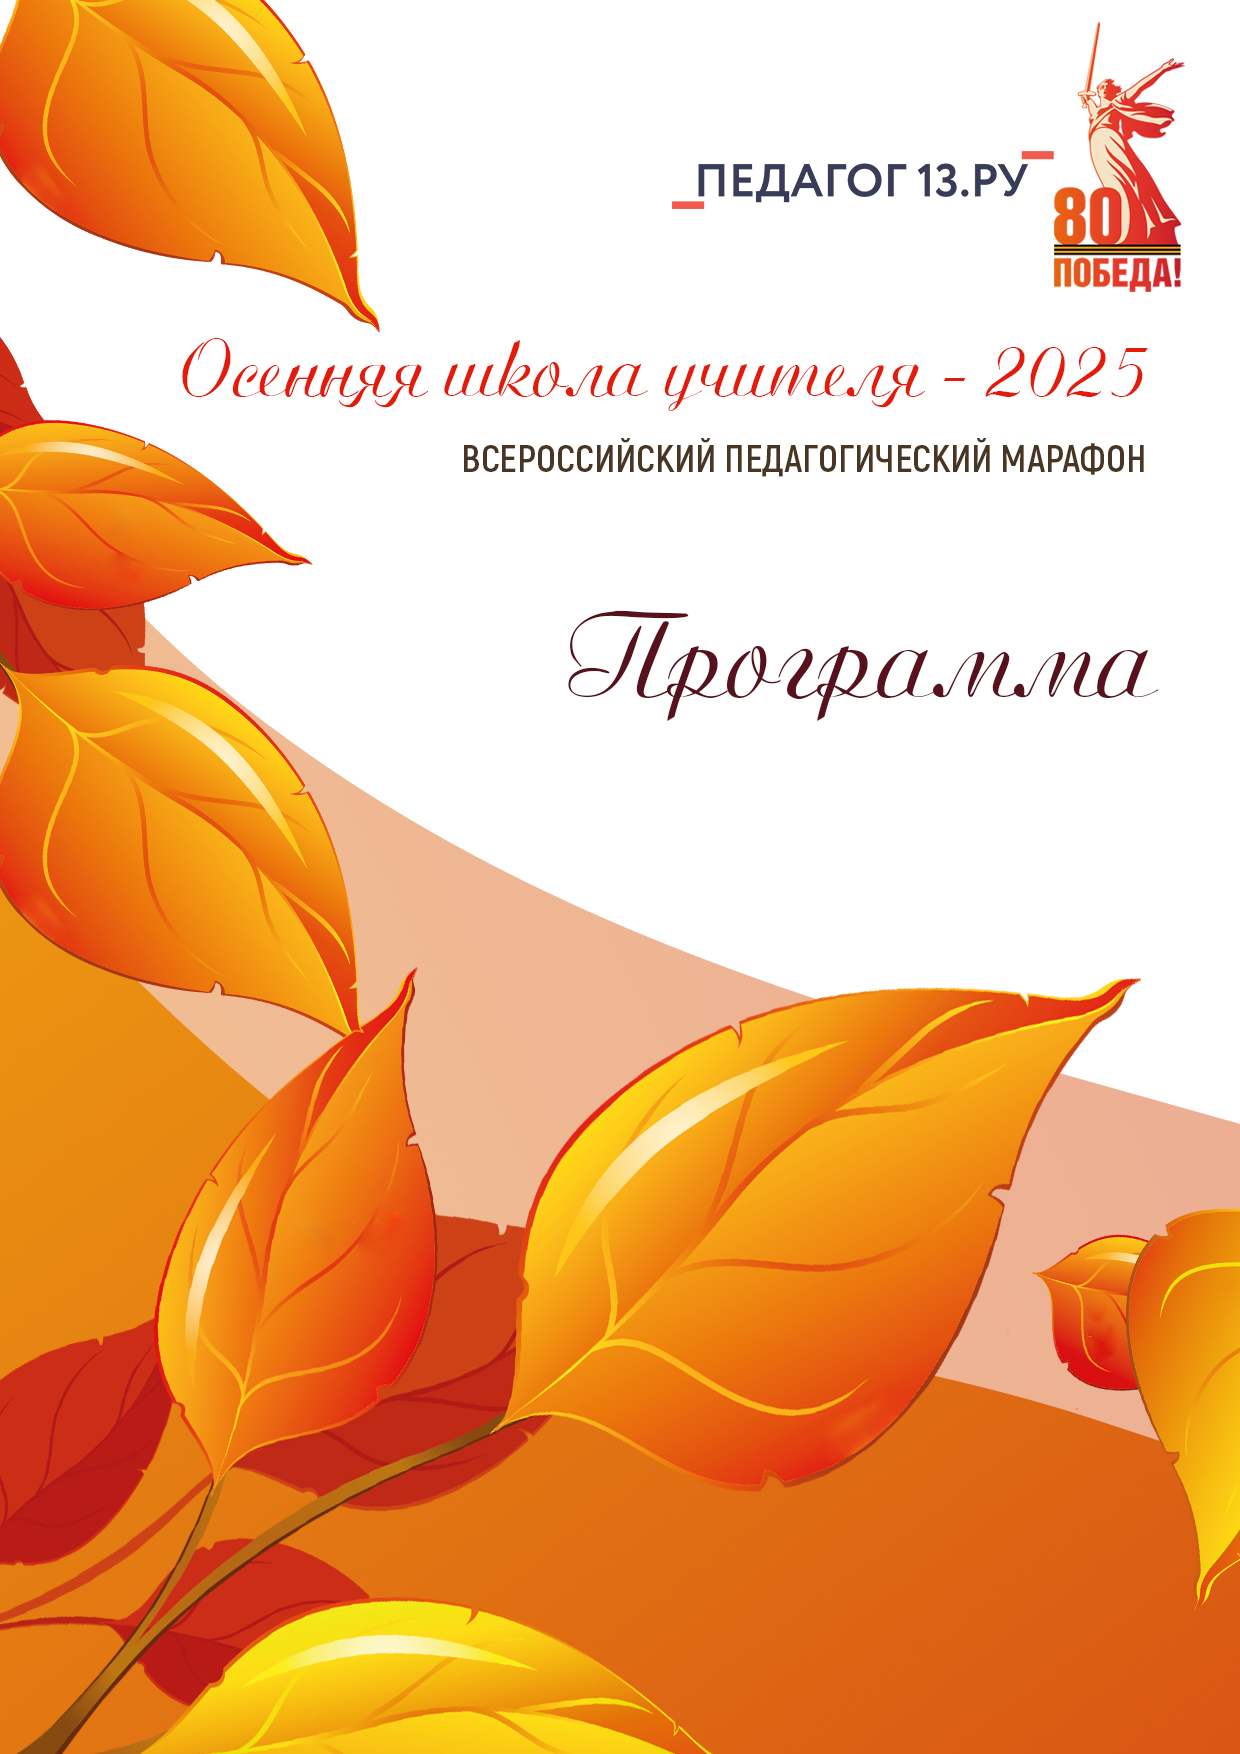 ПЕДАГОГ 13.РУ
80
ПОБЕДА!
Осенняя школа учителя - 2025
ВСЕРОССИЙСКИЙ ПЕДАГОГИЧЕСКИЙ МАРАФОН
Программа